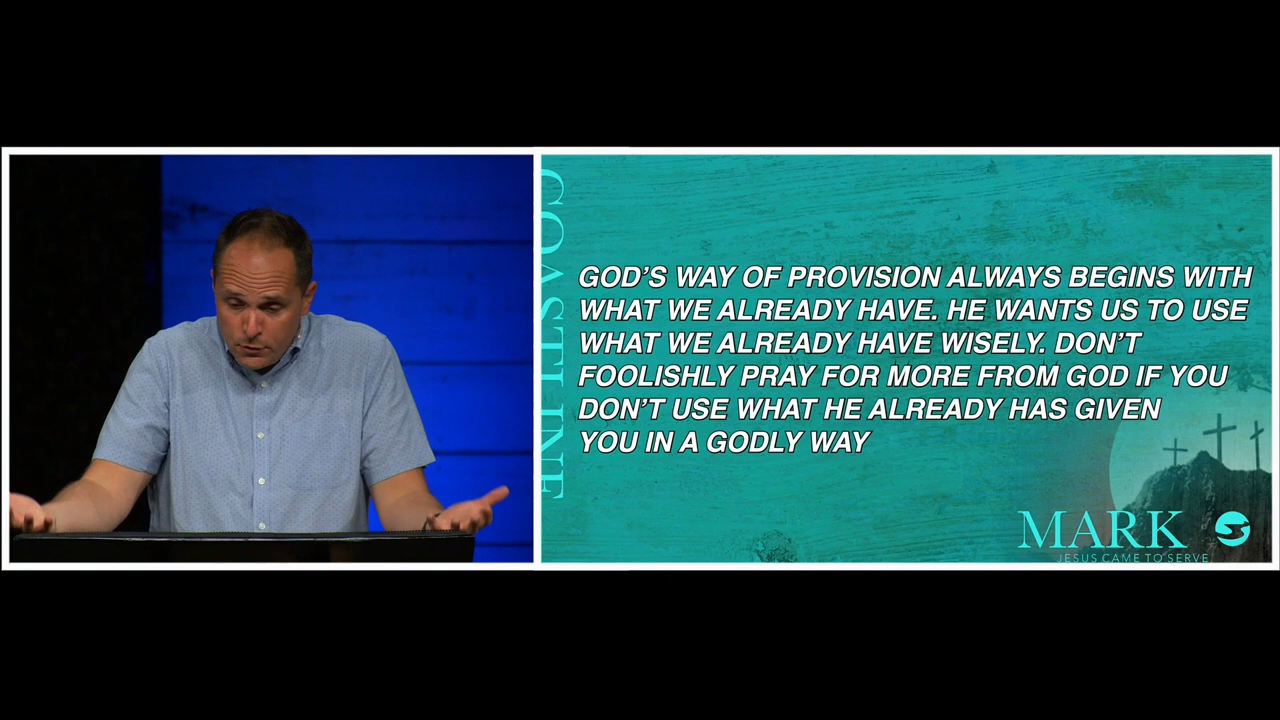 COASTLINE
GOD'S WAY OF PROVISION ALWAYS BEGINS WITH
WHAT WE ALREADY HAVE. HE WANTS US TO USE
WHAT WE ALREADY HAVE WISELY. DON'T
FOOLISHLY PRAY FOR MORE FROM GOD IF YOU
DON'T USE WHAT HE ALREADY HAS GIVEN
YOU IN A GODLY WAY
MARK
JESUS CAME TO SERVE